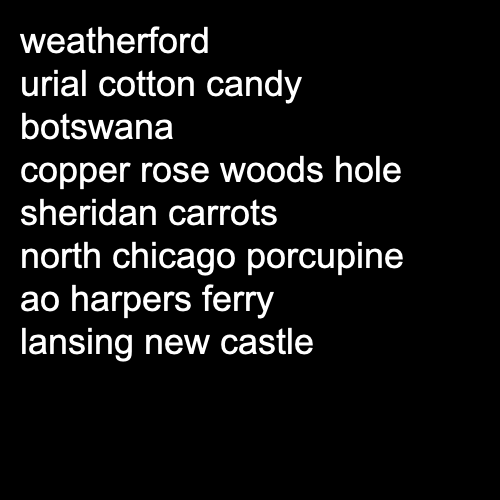 weatherford
urial cotton candy
botswana
copper rose woods hole
sheridan carrots
north chicago porcupine
ao harpers ferry
lansing new castle